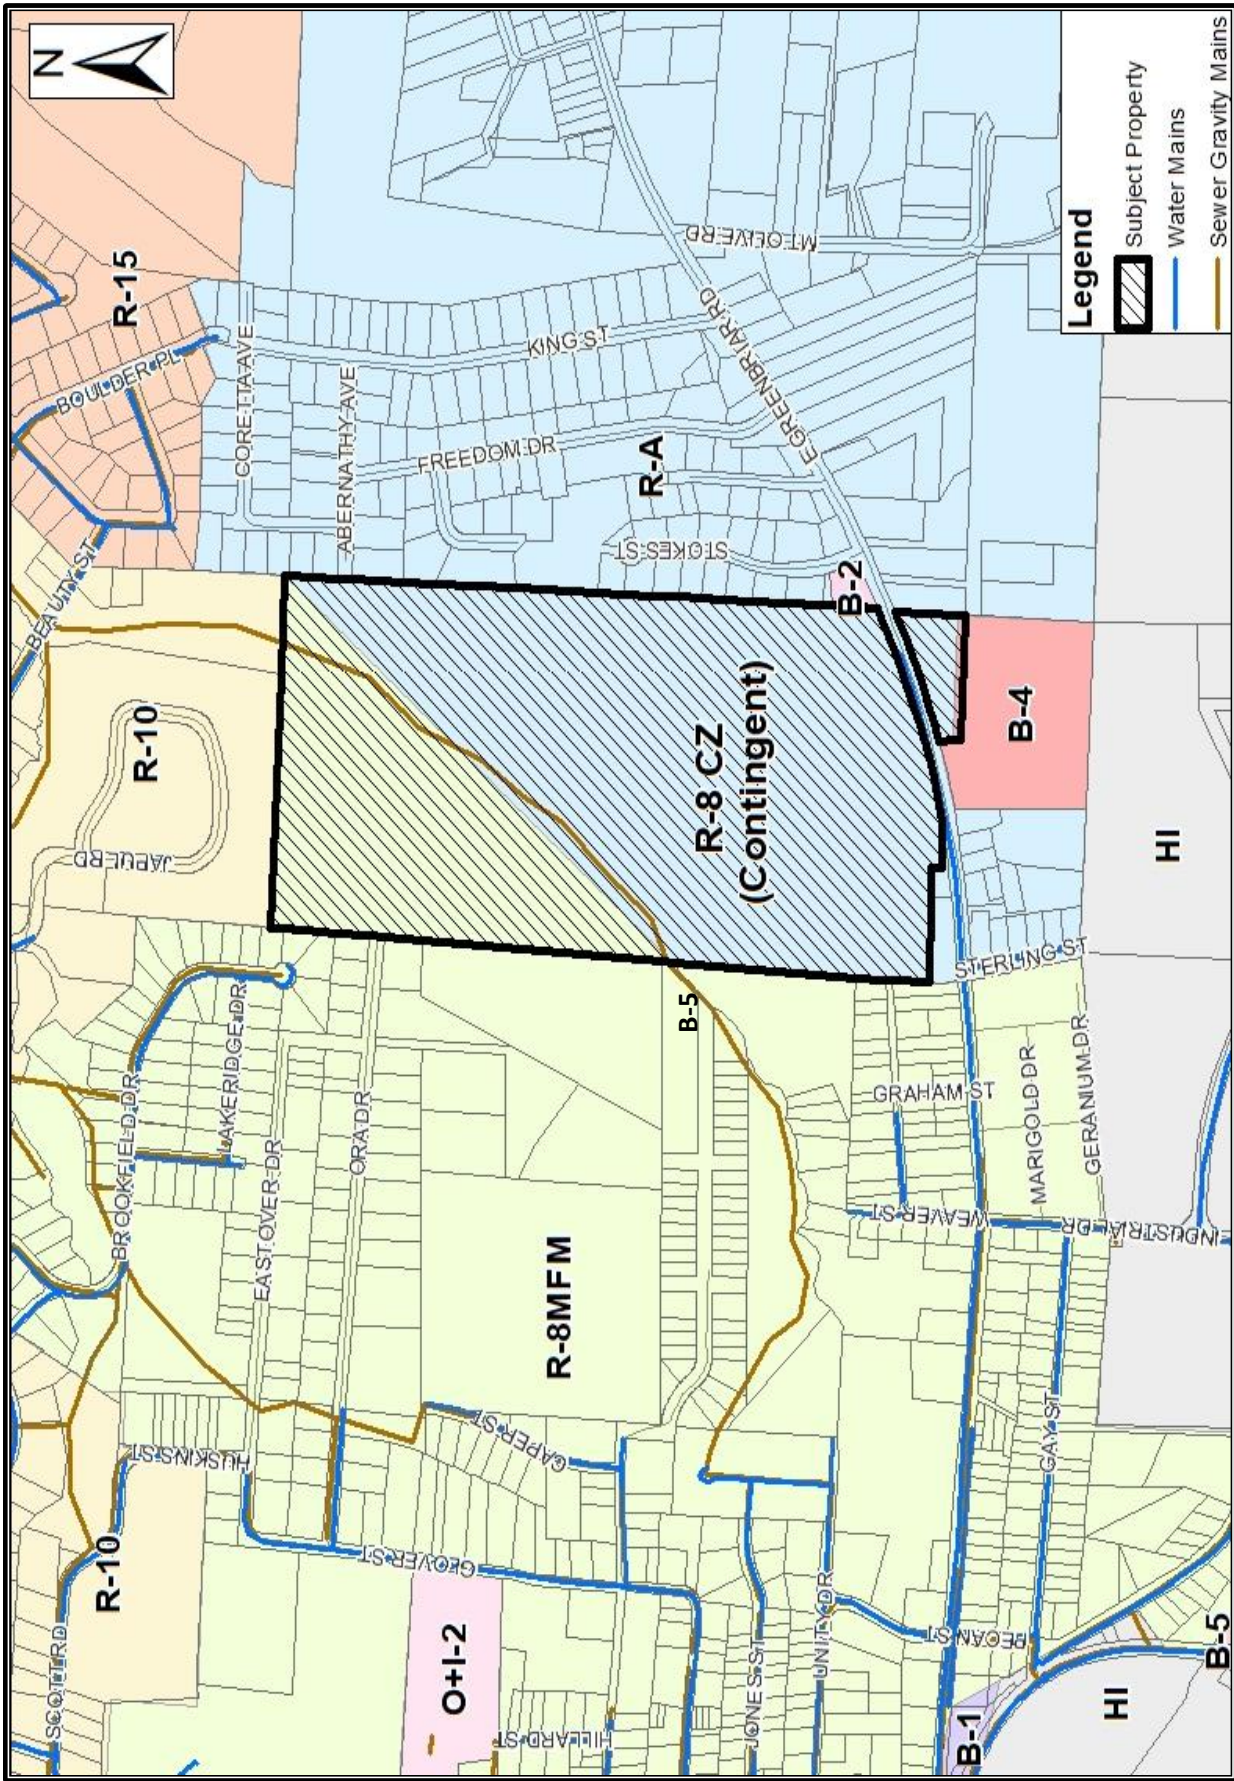 N
R-15
BOULDER PL
CORETTA AVE
ABERNATHY AVE
KING ST
FREEDOM DR
MT OLIVE RD
E GREENBRIAR RD
R-A
STOKES ST
BEAUTY ST
B-2
R-10
JAPUL RD
R-8 CZ
(Contingent)
B-4
HI
Legend
Subject Property
Water Mains
Sewer Gravity Mains
BROOKFIELD DR
LAKERIDGE DR
EASTOVER DR
ORA DR
B-5
STERLING ST
GRAHAM ST
MARIGOLD DR
GERANIUM DR
WEAVER ST
INDUSTRIAL DR
R-8MFM
CAPER ST
GAY ST
HUSKINS ST
GLOVER ST
R-10
SCOTT RD
O+I-2
HILLARD ST
JONES ST
UNITY DR
PECAN ST
B-1
HI
B-5